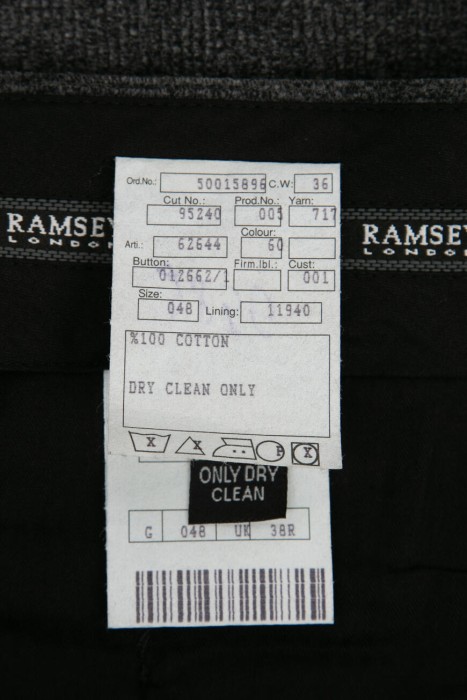 Ord.No.: 50015896 C.W: 36
Cut No.: Prod.No.: Yarn:
95240 005 717
RAMSEY RAMSEY
LONDON LONDON
Colour:
Arti.: 62644 60
Button: Firm.lbl.: Cust:
012662/1 001
Size:
048 Lining: 11940
%100 COTTON
DRY CLEAN ONLY
X X P X
ONLY DRY
CLEAN
G 048 UK 38R